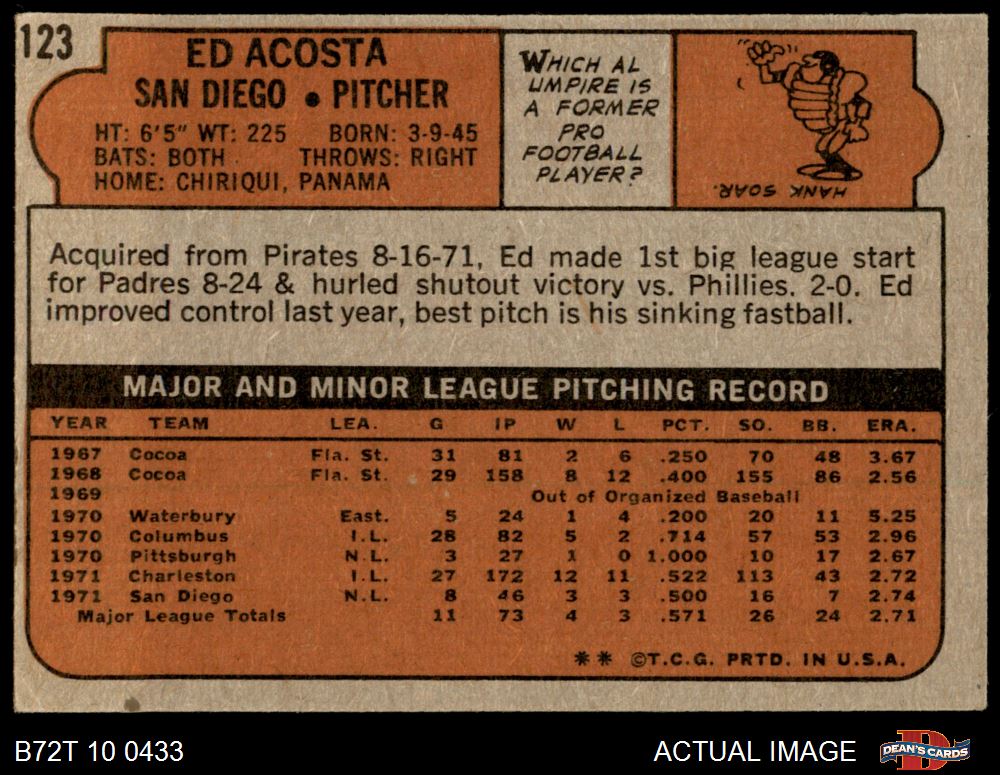 123
ED ACOSTA
SAN DIEGO • PITCHER
HT: 6'5" WT: 225 BORN: 3-9-45
BATS: BOTH THROWS: RIGHT
HOME: CHIRIQUI, PANAMA
WHICH AL
UMPIRE IS
A FORMER
PRO
FOOTBALL
PLAYER?
HANK SOAR.
Acquired from Pirates 8-16-71, Ed made 1st big league start
for Padres 8-24 & hurled shutout victory vs. Phillies. 2-0. Ed
improved control last year, best pitch is his sinking fastball.
MAJOR AND MINOR LEAGUE PITCHING RECORD
YEAR TEAM LEA. G IP W L PCT. SO. BB. ERA.
1967 Cocoa Fla. St. 31 81 2 6 .250 70 48 3.67
1968 Cocoa Fla. St. 29 158 8 12 .400 155 86 2.56
1969 Out of Organized Baseball
1970 Waterbury East. 5 24 1 4 .200 20 11 5.25
1970 Columbus I.L. 28 82 5 2 .714 57 53 2.96
1970 Pittsburgh N.L. 3 27 1 0 1.000 10 17 2.67
1971 Charleston I.L. 27 172 12 11 .522 113 43 2.72
1971 San Diego N.L. 8 46 3 3 .500 16 7 2.74
Major League Totals 11 73 4 3 .571 26 24 2.71
** ©T.C.G. PRTD. IN U.S.A.
B72T 10 0433 ACTUAL IMAGE
DEAN'S CARDS